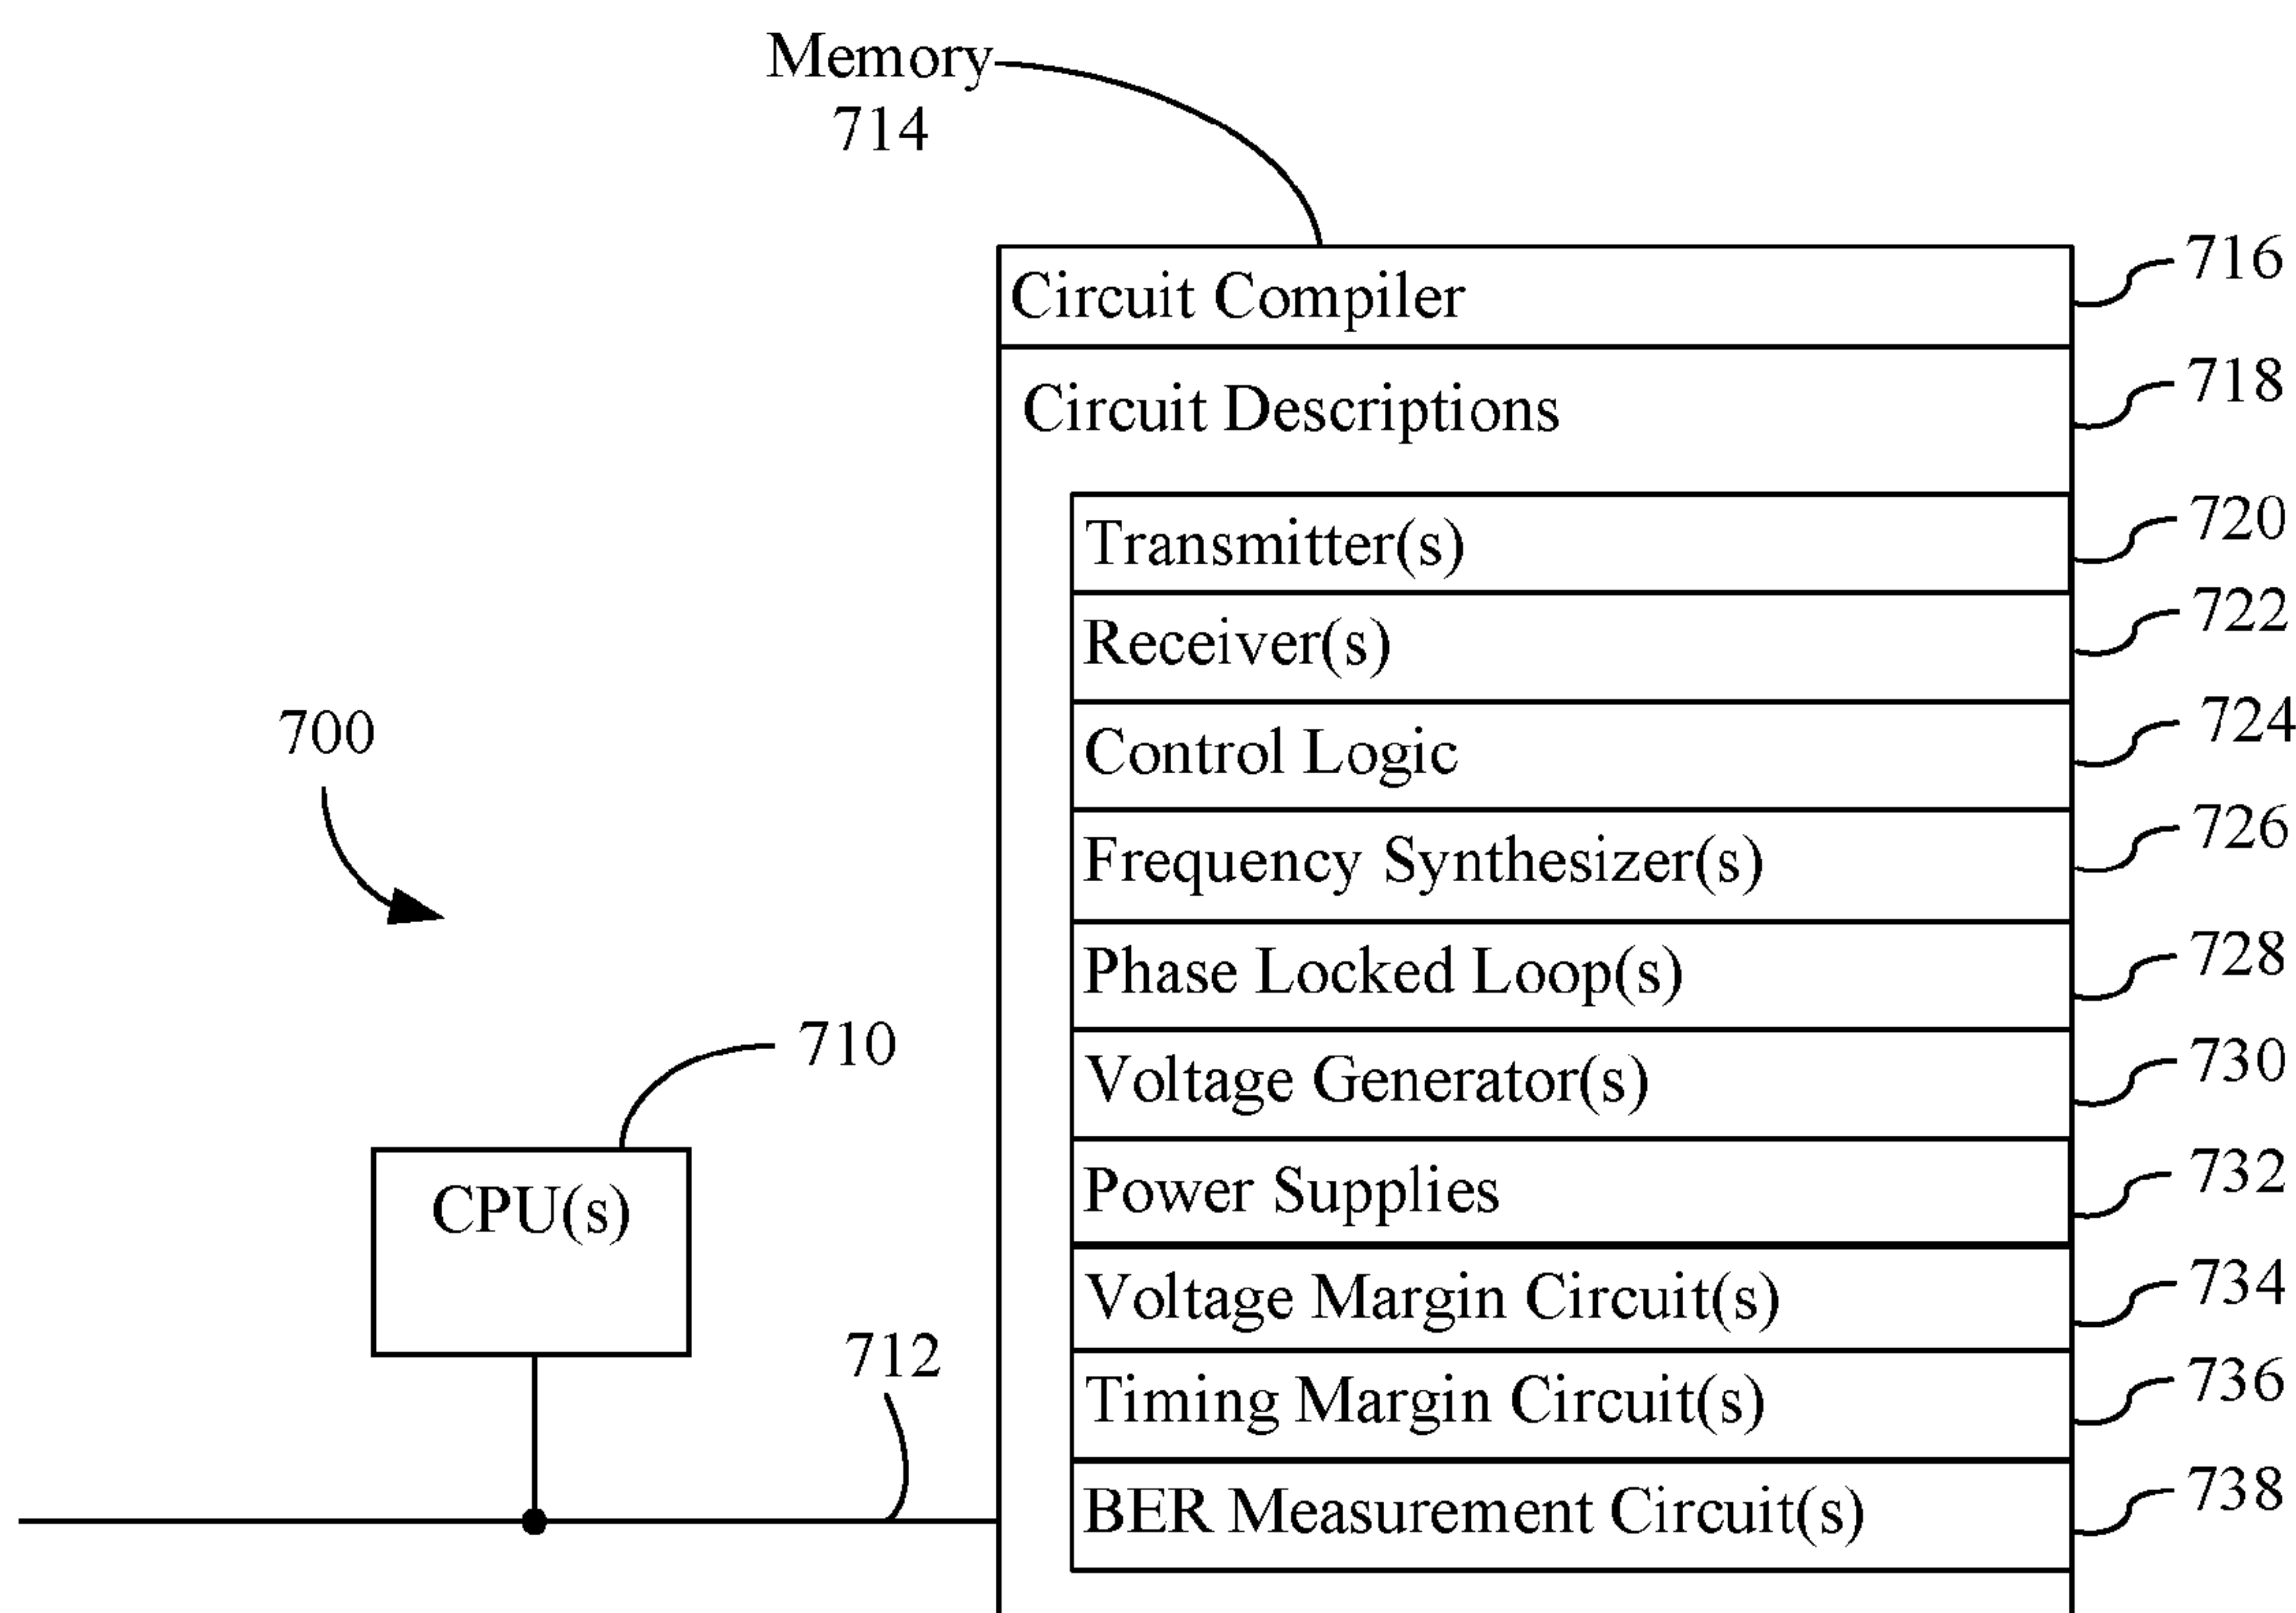 Memory
714
Circuit Compiler 716
Circuit Descriptions 718
Transmitter(s) 720
Receiver(s) 722
Control Logic 724
Frequency Synthesizer(s) 726
Phase Locked Loop(s) 728
Voltage Generator(s) 730
Power Supplies 732
Voltage Margin Circuit(s) 734
Timing Margin Circuit(s) 736
BER Measurement Circuit(s) 738
700
710
CPU(s)
712